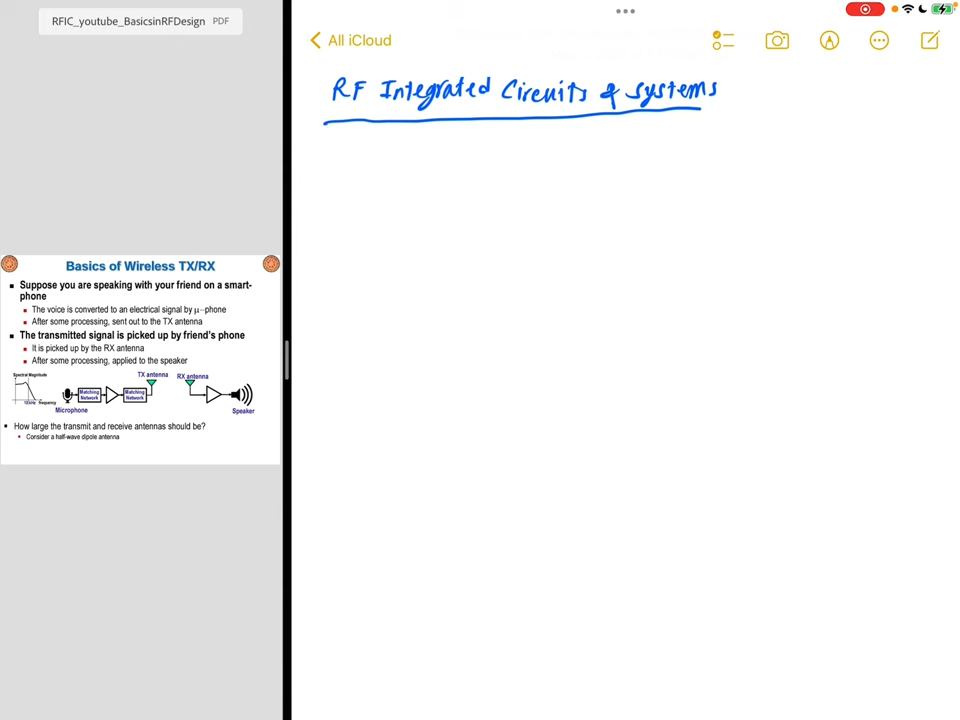 RFIC_youtube_BasicsinRFDesign PDF
All iCloud
RF Integrated Circuits & systems
Basics of Wireless TX/RX
Suppose you are speaking with your friend on a smart-
phone
The voice is converted to an electrical signal by μ-phone
After some processing, sent out to the TX antenna
The transmitted signal is picked up by friend's phone
It is picked up by the RX antenna
After some processing, applied to the speaker
Spectral Magnitude
TX antenna
RX antenna
Matching
Network
Matching
Network
frequency
Microphone
Speaker
How large the transmit and receive antennas should be?
Consider a half-wave dipole antenna